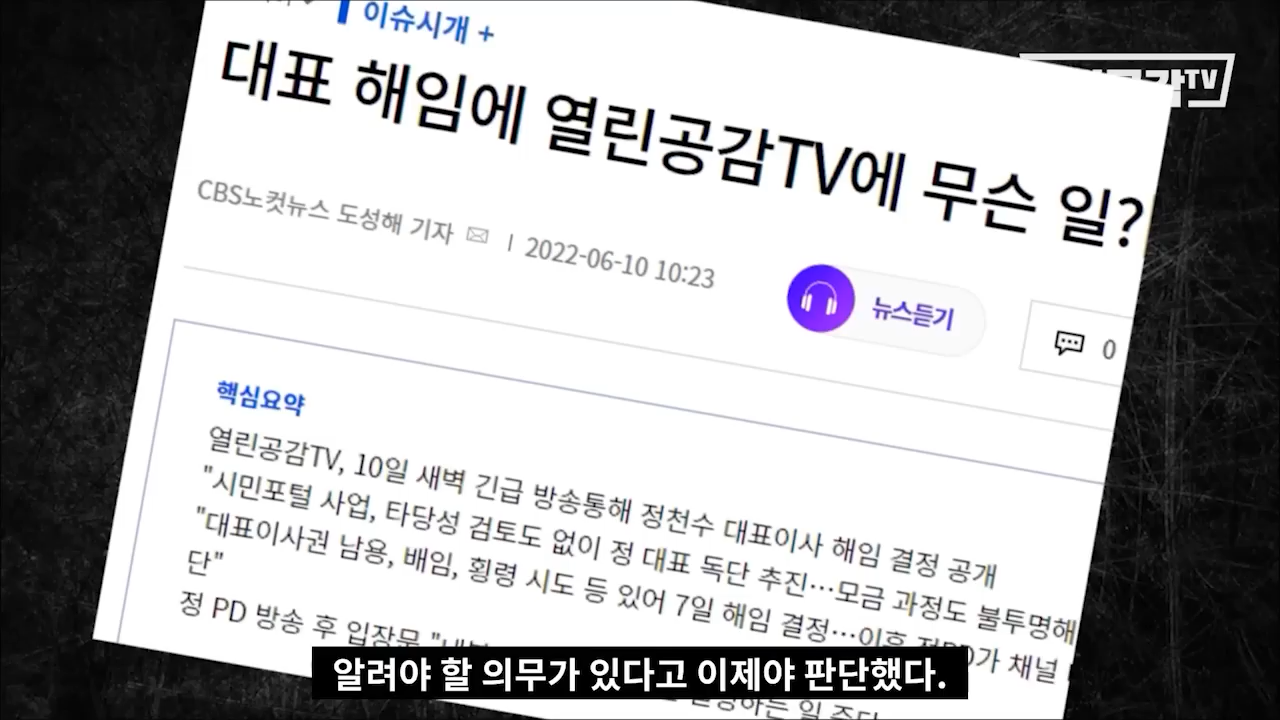 이슈시개 +
대표 해임에 열린공감TV에 무슨 일?
CBS노컷뉴스 도성해 기자 | 2022-06-10 10:23
뉴스듣기
0
핵심요약
열린공감TV, 10일 새벽 긴급 방송통해 정천수 대표이사 해임 결정 공개
"시민포털 사업, 타당성 검토도 없이 정 대표 독단 추진…모금 과정도 불투명해
"대표이사권 남용, 배임, 횡령 시도 등 있어 7일 해임 결정…이후 정PD가 채널
단"
정 PD 방송 후 입장문
알려야 할 의무가 있다고 이제야 판단했다.
TV